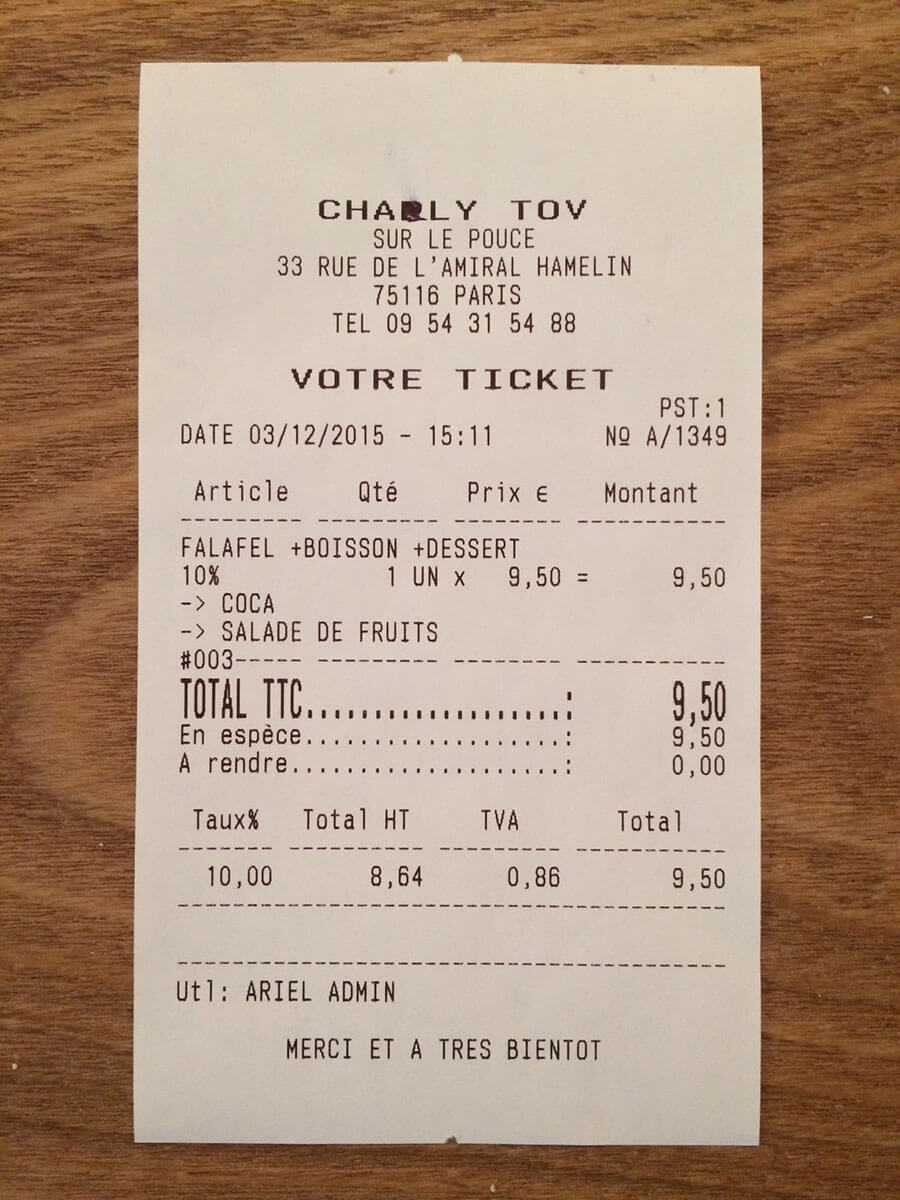 CHARLY TOV
SUR LE POUCE
33 RUE DE L'AMIRAL HAMELIN
75116 PARIS
TEL 09 54 31 54 88
VOTRE TICKET
PST:1
DATE 03/12/2015 - 15:11 Nº A/1349
Article Qté Prix € Montant
--------- --------- -------- -----------
FALAFEL +BOISSON +DESSERT
10% 1 UN x 9,50 = 9,50
-> COCA
-> SALADE DE FRUITS
#003----- --------- -------- -----------
TOTAL TTC...................: 9,50
En espèce...................: 9,50
A rendre....................: 0,00
Taux% Total HT TVA Total
------- ---------- --------- -----------
10,00 8,64 0,86 9,50
----------------------------------------
----------------------------------------
Utl: ARIEL ADMIN
MERCI ET A TRES BIENTOT